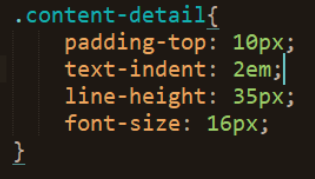 .content-detail{
    padding-top: 10px;
    text-indent: 2em;
    line-height: 35px;
    font-size: 16px;
}